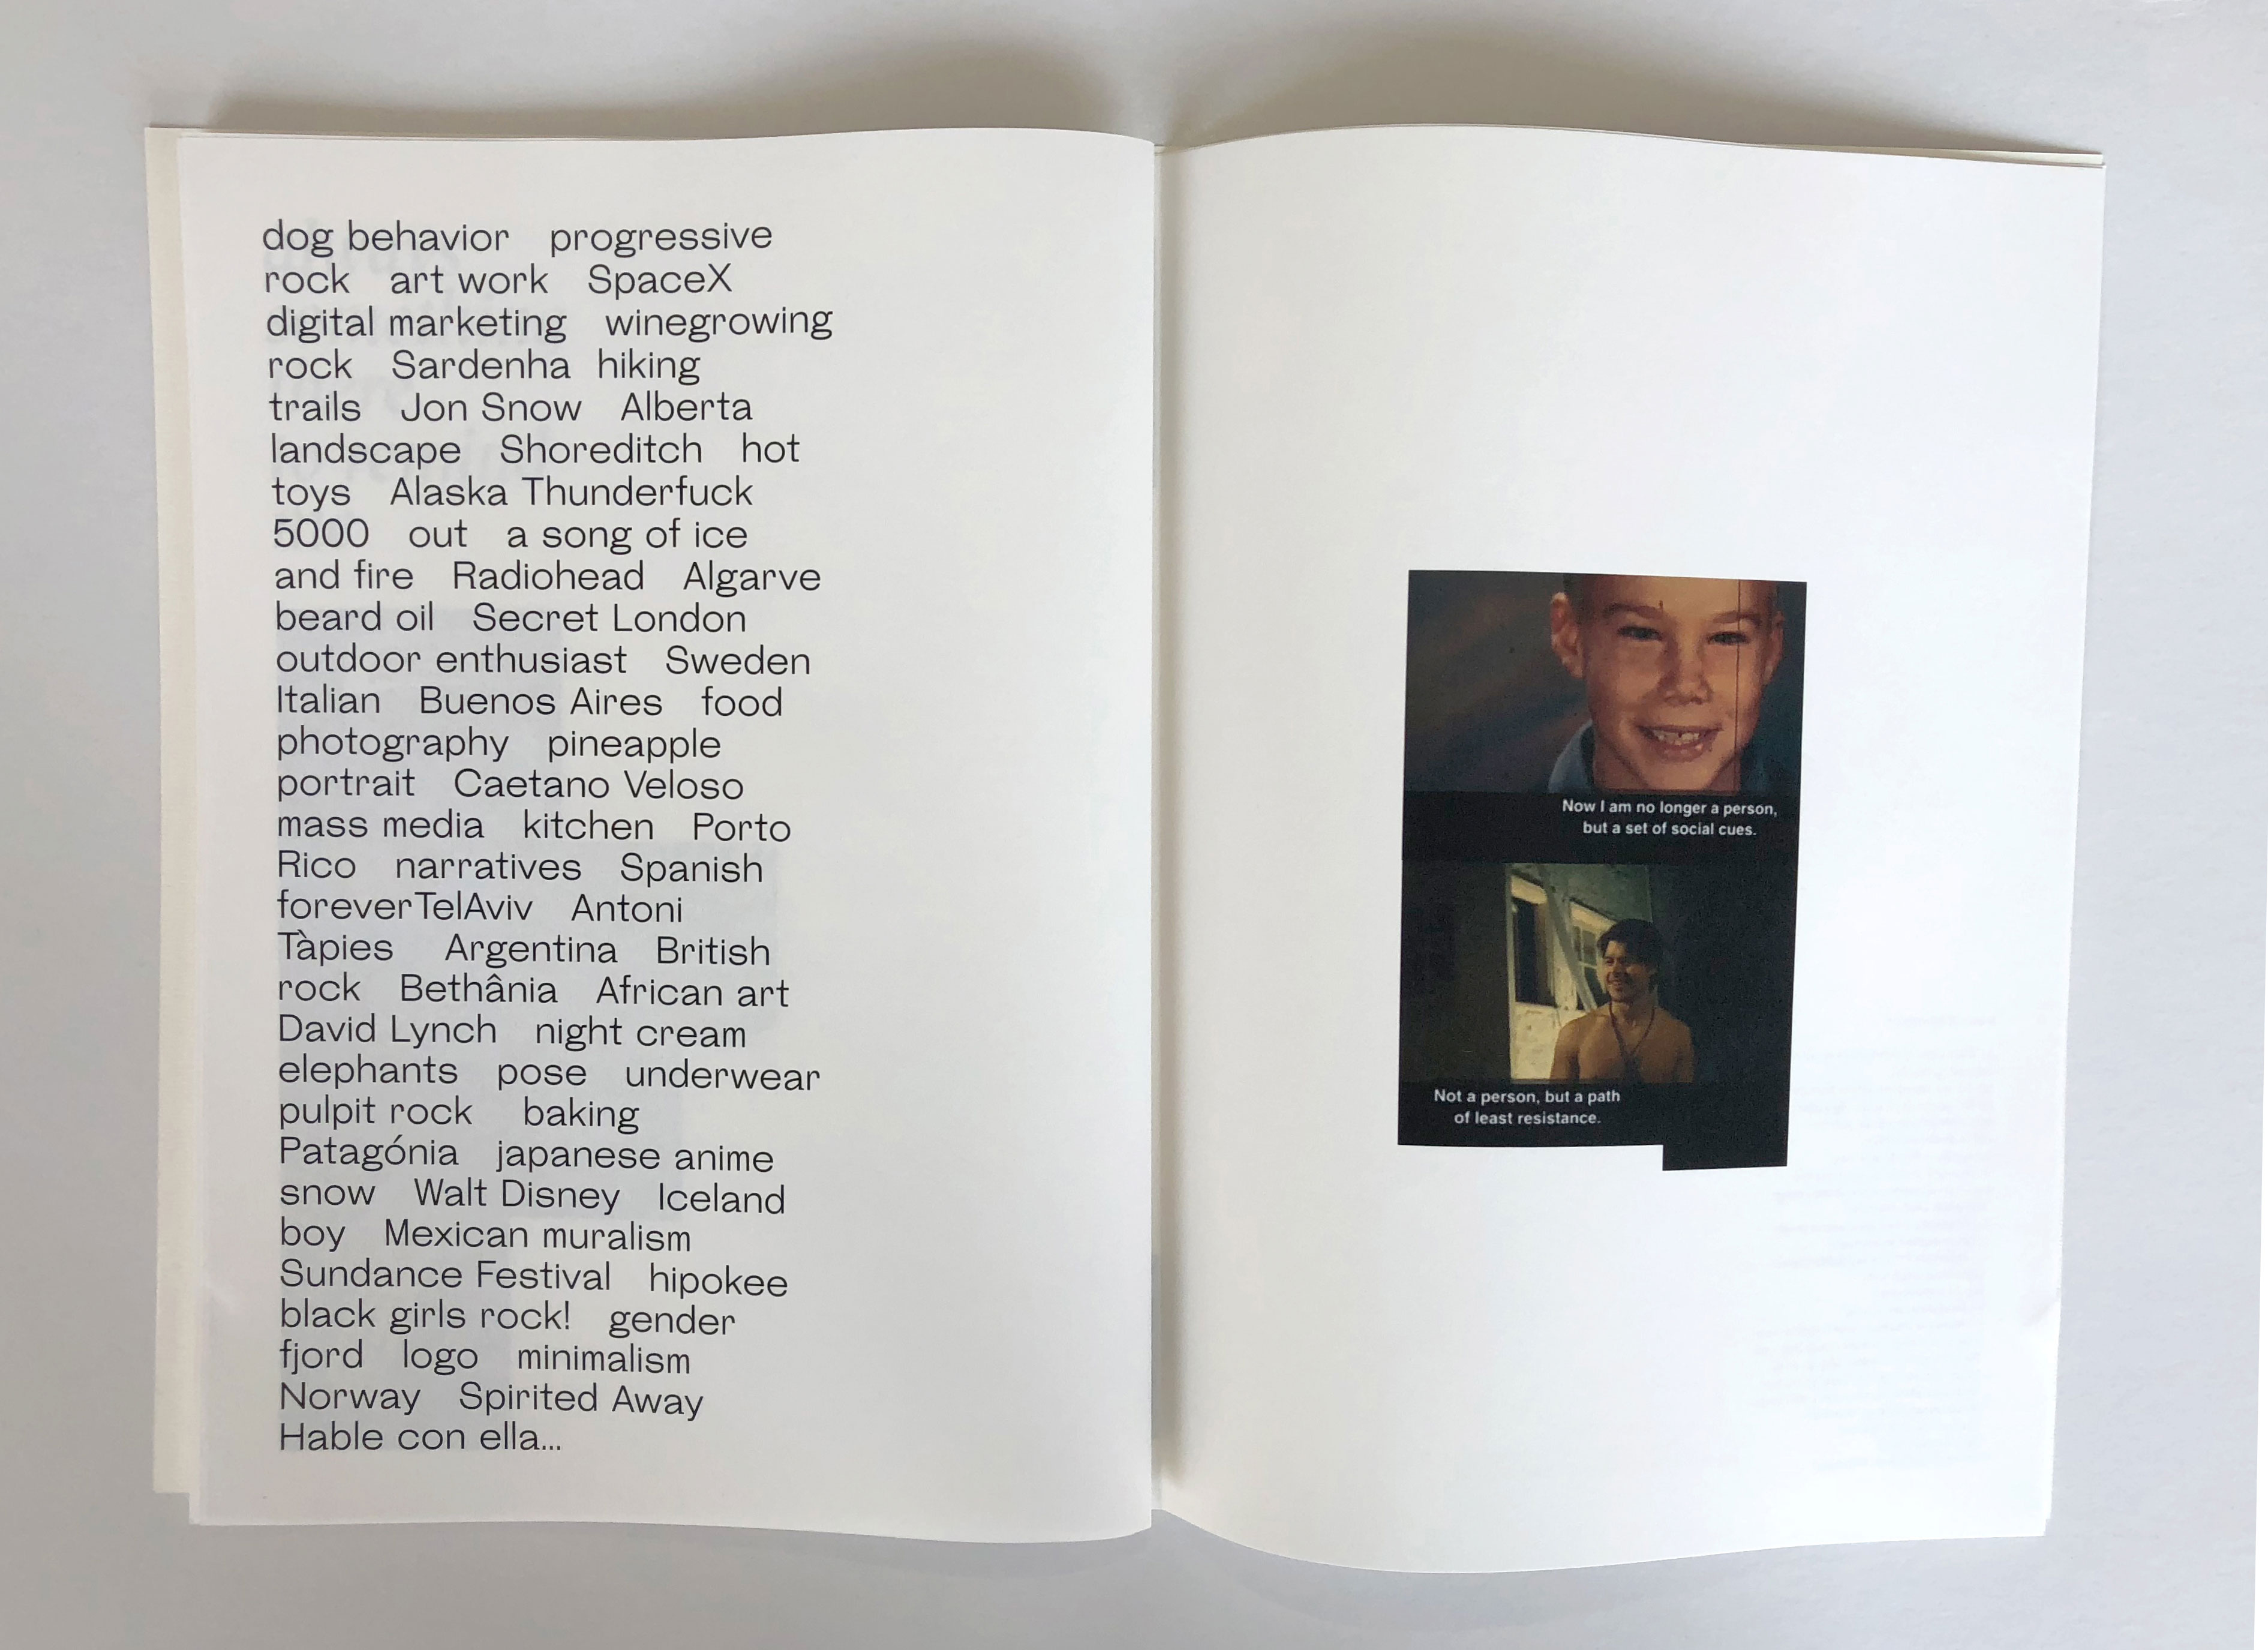 dog behavior progressive
rock art work SpaceX
digital marketing winegrowing
rock Sardenha hiking
trails Jon Snow Alberta
landscape Shoreditch hot
toys Alaska Thunderfuck
5000 out a song of ice
and fire Radiohead Algarve
beard oil Secret London
outdoor enthusiast Sweden
Italian Buenos Aires food
photography pineapple
portrait Caetano Veloso
mass media kitchen Porto
Rico narratives Spanish
foreverTelAviv Antoni
Tàpies Argentina British
rock Bethânia African art
David Lynch night cream
elephants pose underwear
pulpit rock baking
Patagónia japanese anime
snow Walt Disney Iceland
boy Mexican muralism
Sundance Festival hipokee
black girls rock! gender
fjord logo minimalism
Norway Spirited Away
Hable con ella...
Now I am no longer a person,
but a set of social cues.
Not a person, but a path
of least resistance.